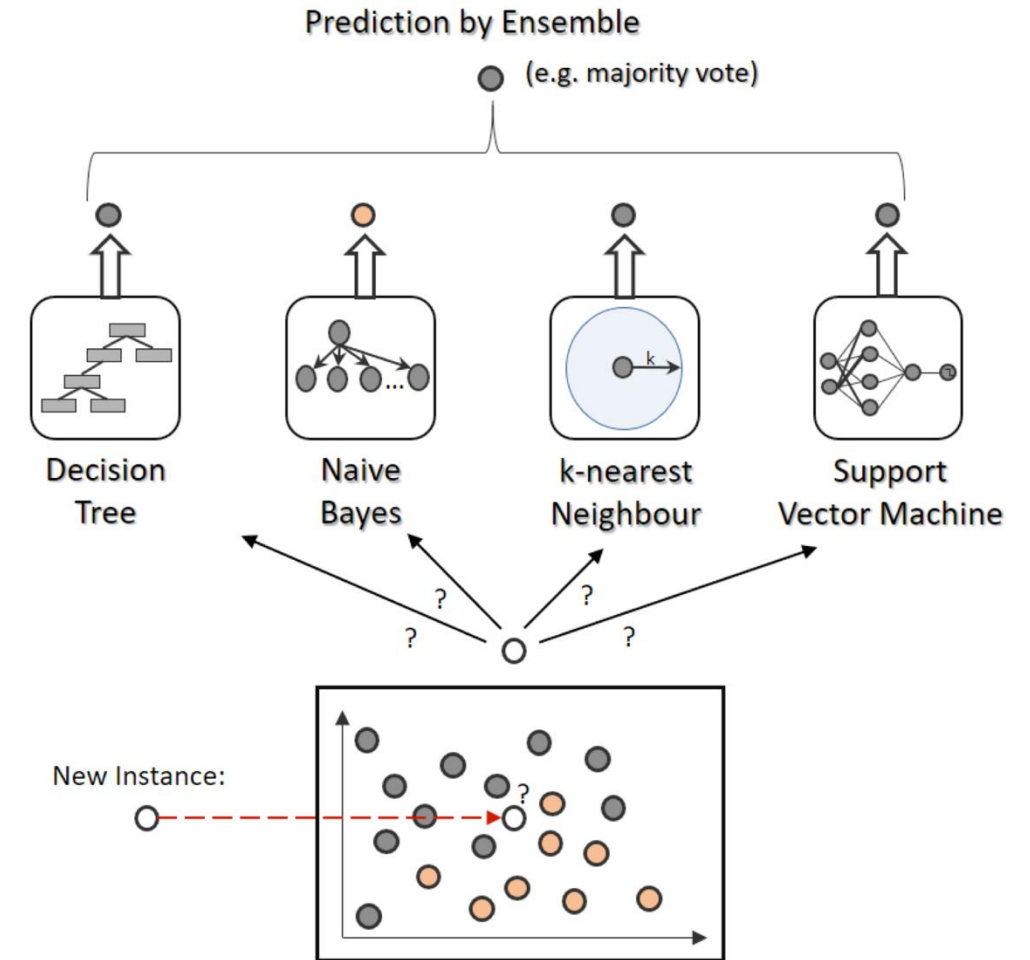 Prediction by Ensemble
(e.g. majority vote)
k
...
Decision
Tree
Naive
Bayes
k-nearest
Neighbour
Support
Vector Machine
?
?
?
?
New Instance:
?